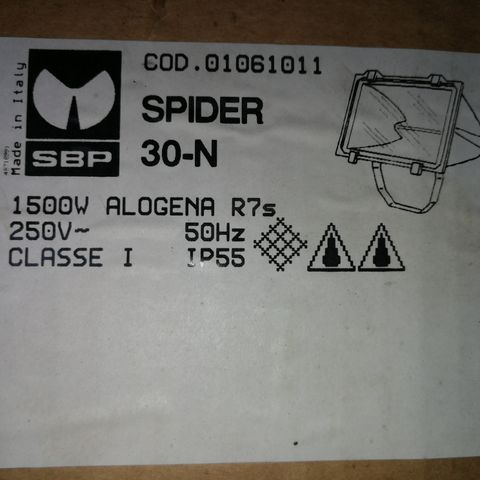 Made in Italy
SBP
COD.01061011
SPIDER
30-N
1500W ALOGENA R7s
250V~ 50Hz
CLASSE I IP55